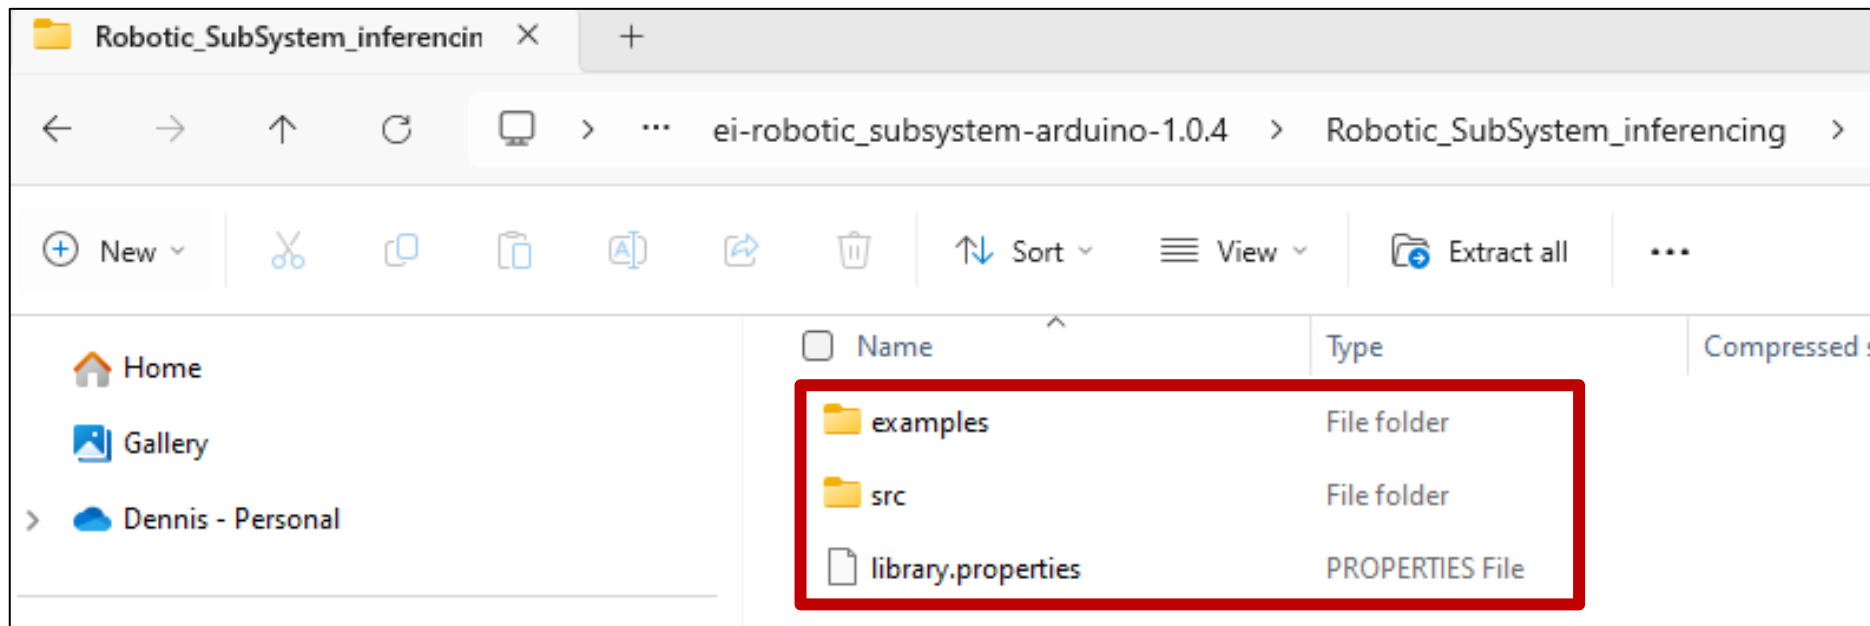 Robotic_SubSystem_inferencin
ei-robotic_subsystem-arduino-1.0.4 > Robotic_SubSystem_inferencing >
New Sort View Extract all
Name Type Compressed s
Home
examples File folder
Gallery
src File folder
Dennis - Personal
library.properties PROPERTIES File